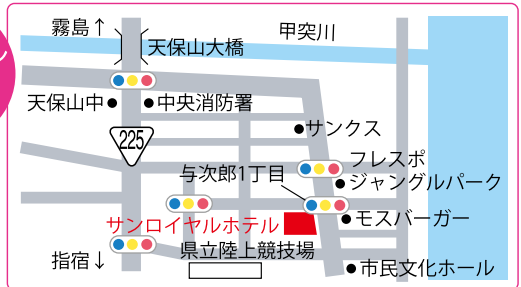 霧島↑
甲突川
天保山大橋
天保山中●
●中央消防署
225
●サンクス
フレスポ
●ジャングルパーク
与次郎1丁目
サンロイヤルホテル
●モスバーガー
県立陸上競技場
指宿↓
●市民文化ホール